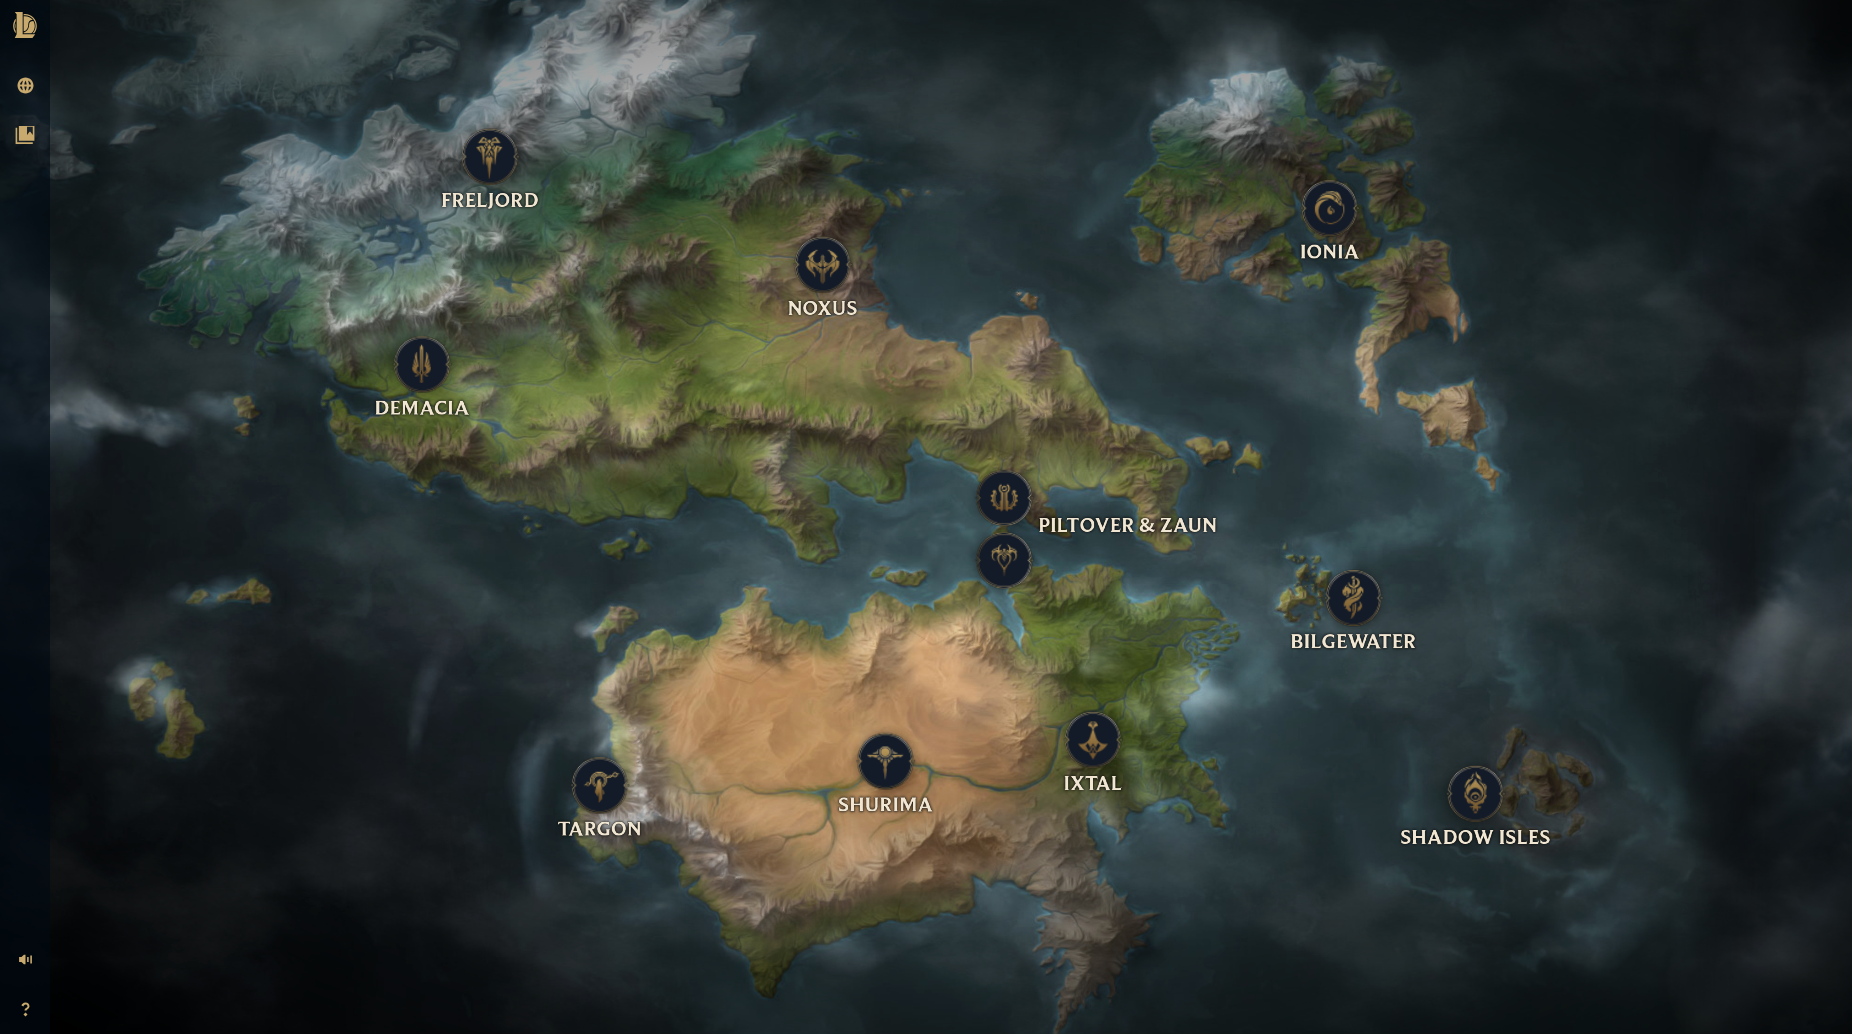 FRELJORD
IONIA
NOXUS
DEMACIA
PILTOVER & ZAUN
BILGEWATER
IXTAL
SHURIMA
TARGON
SHADOW ISLES
?